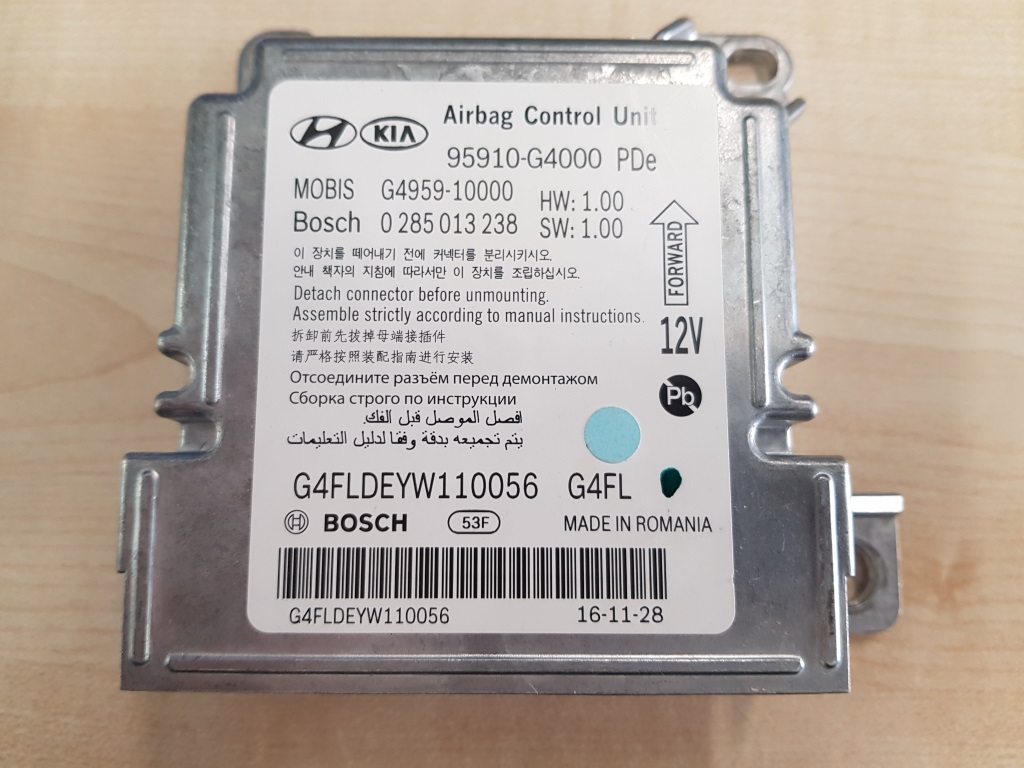 KIA
Airbag Control Unit
95910-G4000 PDe
MOBIS G4959-10000 HW: 1.00
Bosch 0 285 013 238 SW: 1.00
이 장치를 떼어내기 전에 커넥터를 분리시키시오.
안내 책자의 지침에 따라서만 이 장치를 조립하십시오.
Detach connector before unmounting.
Assemble strictly according to manual instructions.
FORWARD
12V
拆卸前先拔掉母端接插件
请严格按照装配指南进行安装
Pb
Отсоедините разъём перед демонтажом
Сборка строго по инструкции
افصل الموصل قبل الفك.
يتم تجميعه بدقة وفقا لدليل التعليمات
G4FLDEYW110056 G4FL
BOSCH 53F MADE IN ROMANIA
G4FLDEYW110056 16-11-28